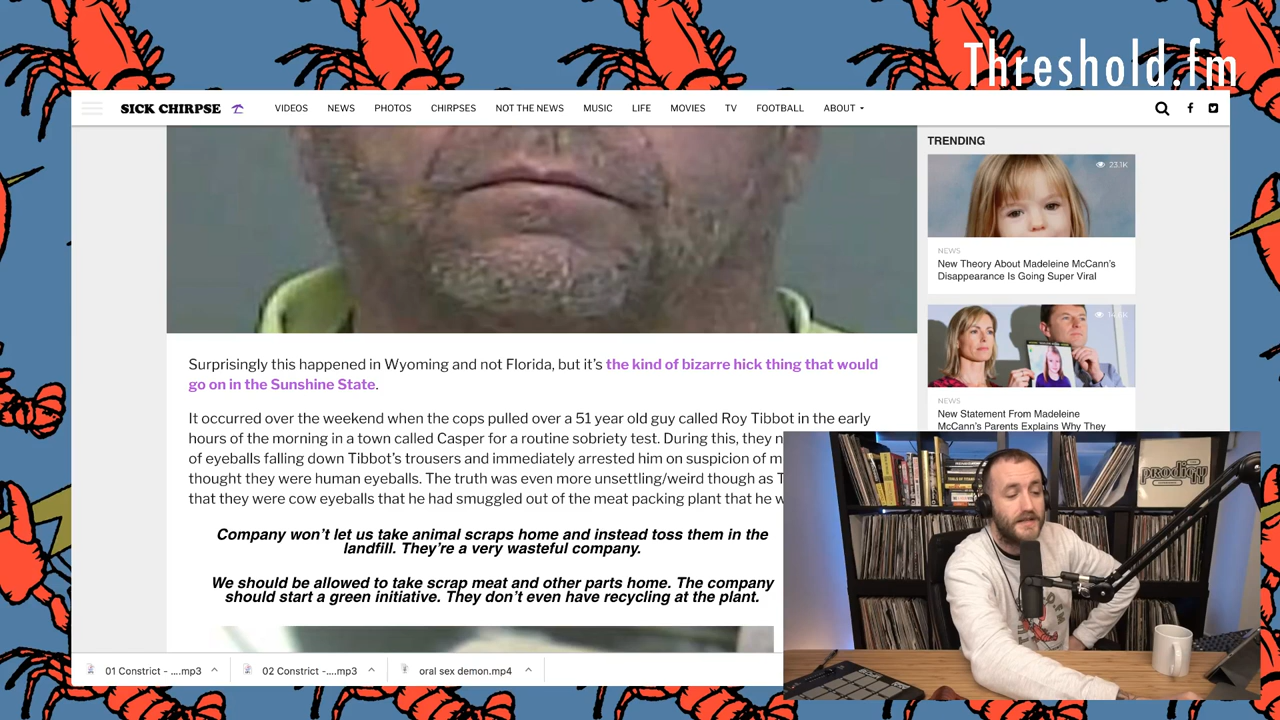 Threshold.fm
SICK CHIRPSE
VIDEOS NEWS PHOTOS CHIRPSES NOT THE NEWS MUSIC LIFE MOVIES TV FOOTBALL ABOUT
TRENDING
23.1K
NEWS
New Theory About Madeleine McCann's
Disappearance Is Going Super Viral
NEWS
New Statement From Madeleine
McCann's Parents Explains Why They
Surprisingly this happened in Wyoming and not Florida, but it's the kind of bizarre hick thing that would
go on in the Sunshine State.
It occurred over the weekend when the cops pulled over a 51 year old guy called Roy Tibbot in the early
hours of the morning in a town called Casper for a routine sobriety test. During this, they n
of eyeballs falling down Tibbot's trousers and immediately arrested him on suspicion of m
thought they were human eyeballs. The truth was even more unsettling/weird though as T
that they were cow eyeballs that he had smuggled out of the meat packing plant that he w
Company won't let us take animal scraps home and instead toss them in the
landfill. They're a very wasteful company.
We should be allowed to take scrap meat and other parts home. The company
should start a green initiative. They don't even have recycling at the plant.
prodigy
01 Constrict - ....mp3 02 Constrict -....mp3 oral sex demon.mp4